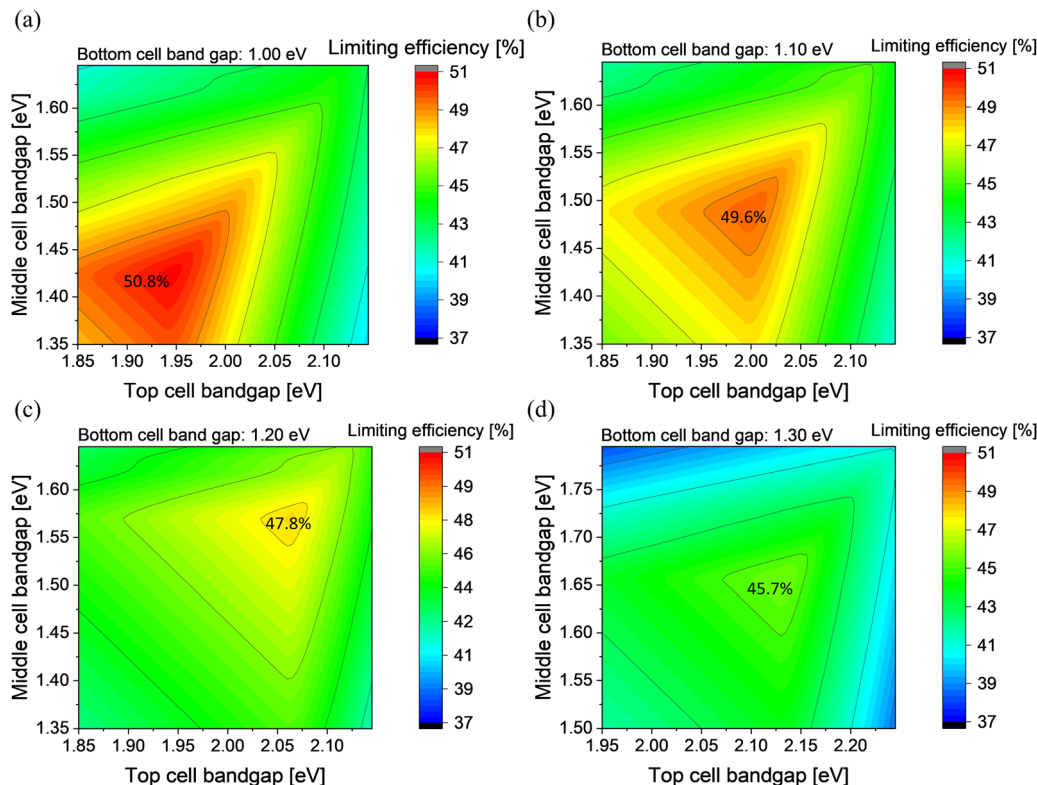 (a)
Bottom cell band gap: 1.00 eV
Limiting efficiency [%]
Middle cell bandgap [eV]
1.60
1.55
1.50
1.45
1.40
1.35
50.8%
1.85 1.90 1.95 2.00 2.05 2.10
Top cell bandgap [eV]
51
49
47
45
43
41
39
37
(b)
Bottom cell band gap: 1.10 eV
Limiting efficiency [%]
Middle cell bandgap [eV]
1.60
1.55
1.50
1.45
1.40
1.35
49.6%
1.85 1.90 1.95 2.00 2.05 2.10
Top cell bandgap [eV]
51
49
47
45
43
41
39
37
(c)
Bottom cell band gap: 1.20 eV
Limiting efficiency [%]
Middle cell bandgap [eV]
1.60
1.55
1.50
1.45
1.40
1.35
47.8%
1.85 1.90 1.95 2.00 2.05 2.10
Top cell bandgap [eV]
51
49
47
45
43
41
39
37
(d)
Bottom cell band gap: 1.30 eV
Limiting efficiency [%]
Middle cell bandgap [eV]
1.75
1.70
1.65
1.60
1.55
1.50
45.7%
1.95 2.00 2.05 2.10 2.15 2.20
Top cell bandgap [eV]
51
49
47
45
43
41
39
37